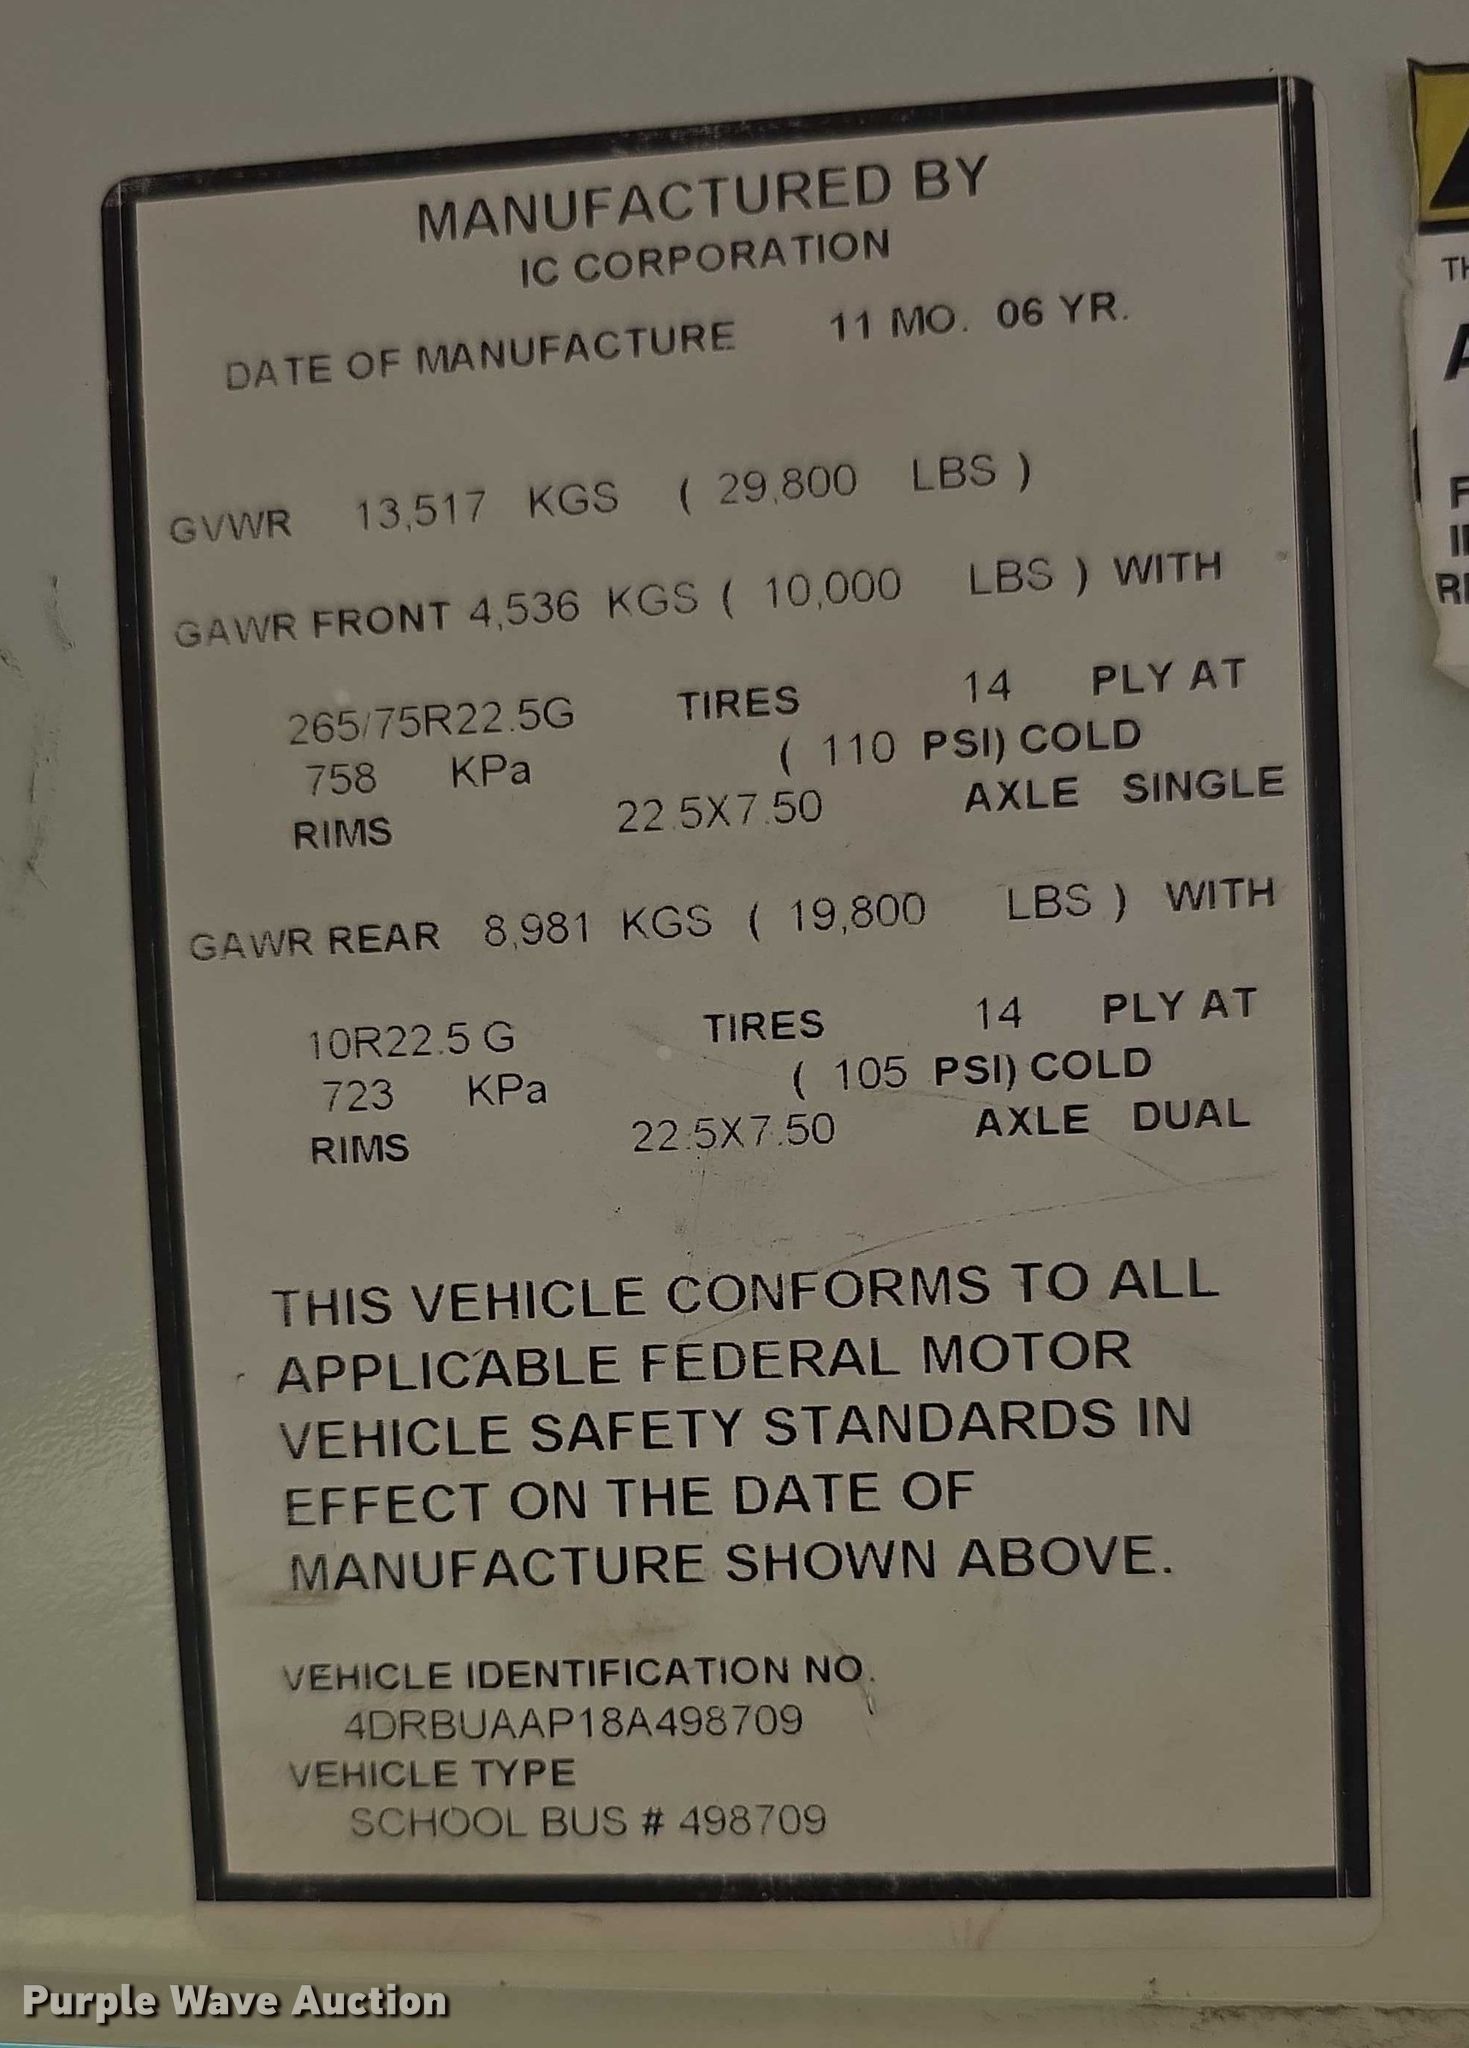 MANUFACTURED BY
IC CORPORATION
DATE OF MANUFACTURE 11 MO. 06 YR.
GVWR 13,517 KGS ( 29,800 LBS )
GAWR FRONT 4,536 KGS ( 10,000 LBS ) WITH
265/75R22.5G TIRES 14 PLY AT
758 KPa ( 110 PSI) COLD
RIMS 22.5X7.50 AXLE SINGLE
GAWR REAR 8,981 KGS ( 19,800 LBS ) WITH
10R22.5 G TIRES 14 PLY AT
723 KPa ( 105 PSI) COLD
RIMS 22.5X7.50 AXLE DUAL
THIS VEHICLE CONFORMS TO ALL
APPLICABLE FEDERAL MOTOR
VEHICLE SAFETY STANDARDS IN
EFFECT ON THE DATE OF
MANUFACTURE SHOWN ABOVE.
VEHICLE IDENTIFICATION NO.
4DRBUAAP18A498709
VEHICLE TYPE
SCHOOL BUS # 498709
Purple Wave Auction